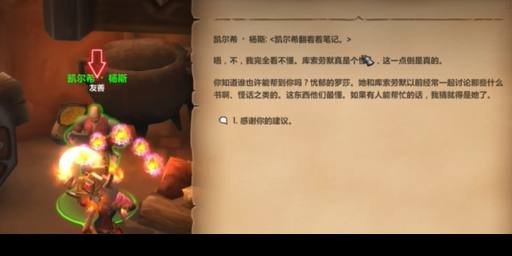 凯尔希·杨斯
友善
凯尔希·杨斯: <凯尔希翻看着笔记。>
唔，不，我完全看不懂。库索劳默真是个怪，这一点倒是真的。
你知道谁也许能帮到你吗？忧郁的罗莎。她和库索劳默以前经常一起讨论那些什么
书啊、怪话之类的。这东西他们最懂。如果有人能帮忙的话，我猜就得是她了。
1. 感谢你的建议。